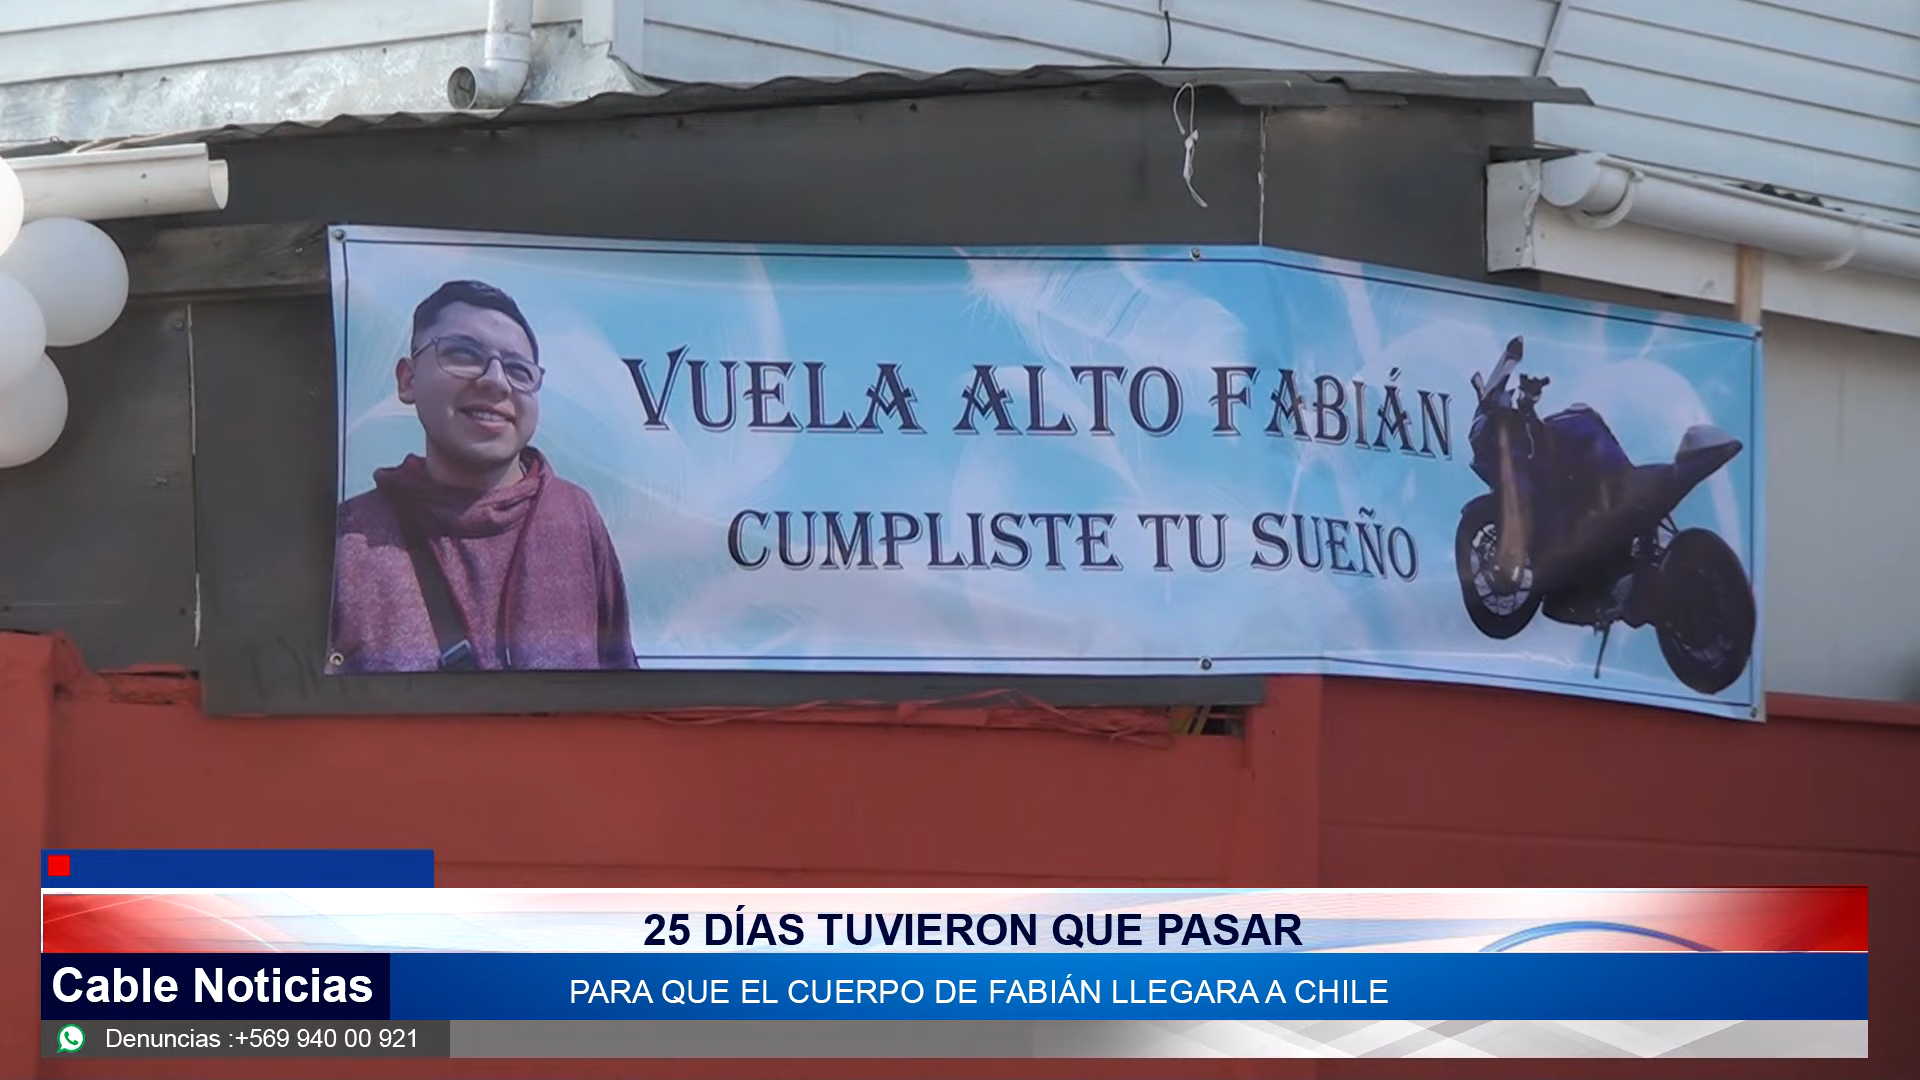 VUELA ALTO FABIÁN
CUMPLISTE TU SUEÑO
25 DÍAS TUVIERON QUE PASAR
Cable Noticias
PARA QUE EL CUERPO DE FABIÁN LLEGARA A CHILE
Denuncias :+569 940 00 921